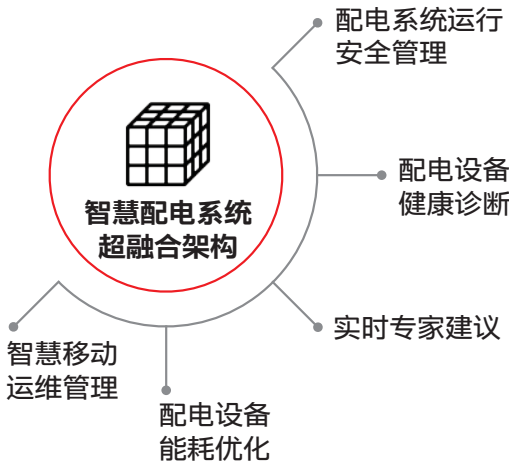 配电系统运行
安全管理
配电设备
健康诊断
智慧配电系统
超融合架构
实时专家建议
智慧移动
运维管理
配电设备
能耗优化